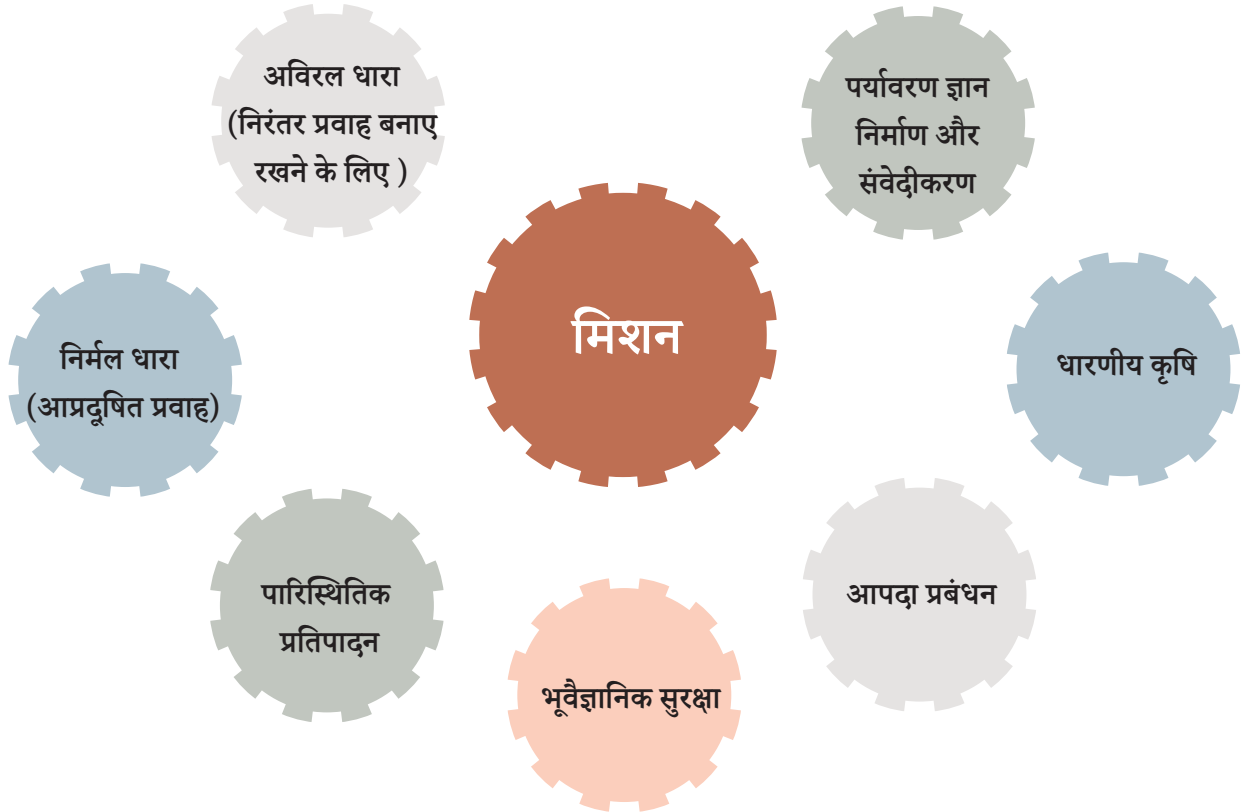 अविरल धारा
(निरंतर प्रवाह बनाए
रखने के लिए )
पर्यावरण ज्ञान
निर्माण और
संवेदीकरण
मिशन
निर्मल धारा
(आप्रदूषित प्रवाह)
धारणीय कृषि
पारिस्थितिक
प्रतिपादन
आपदा प्रबंधन
भूवैज्ञानिक सुरक्षा